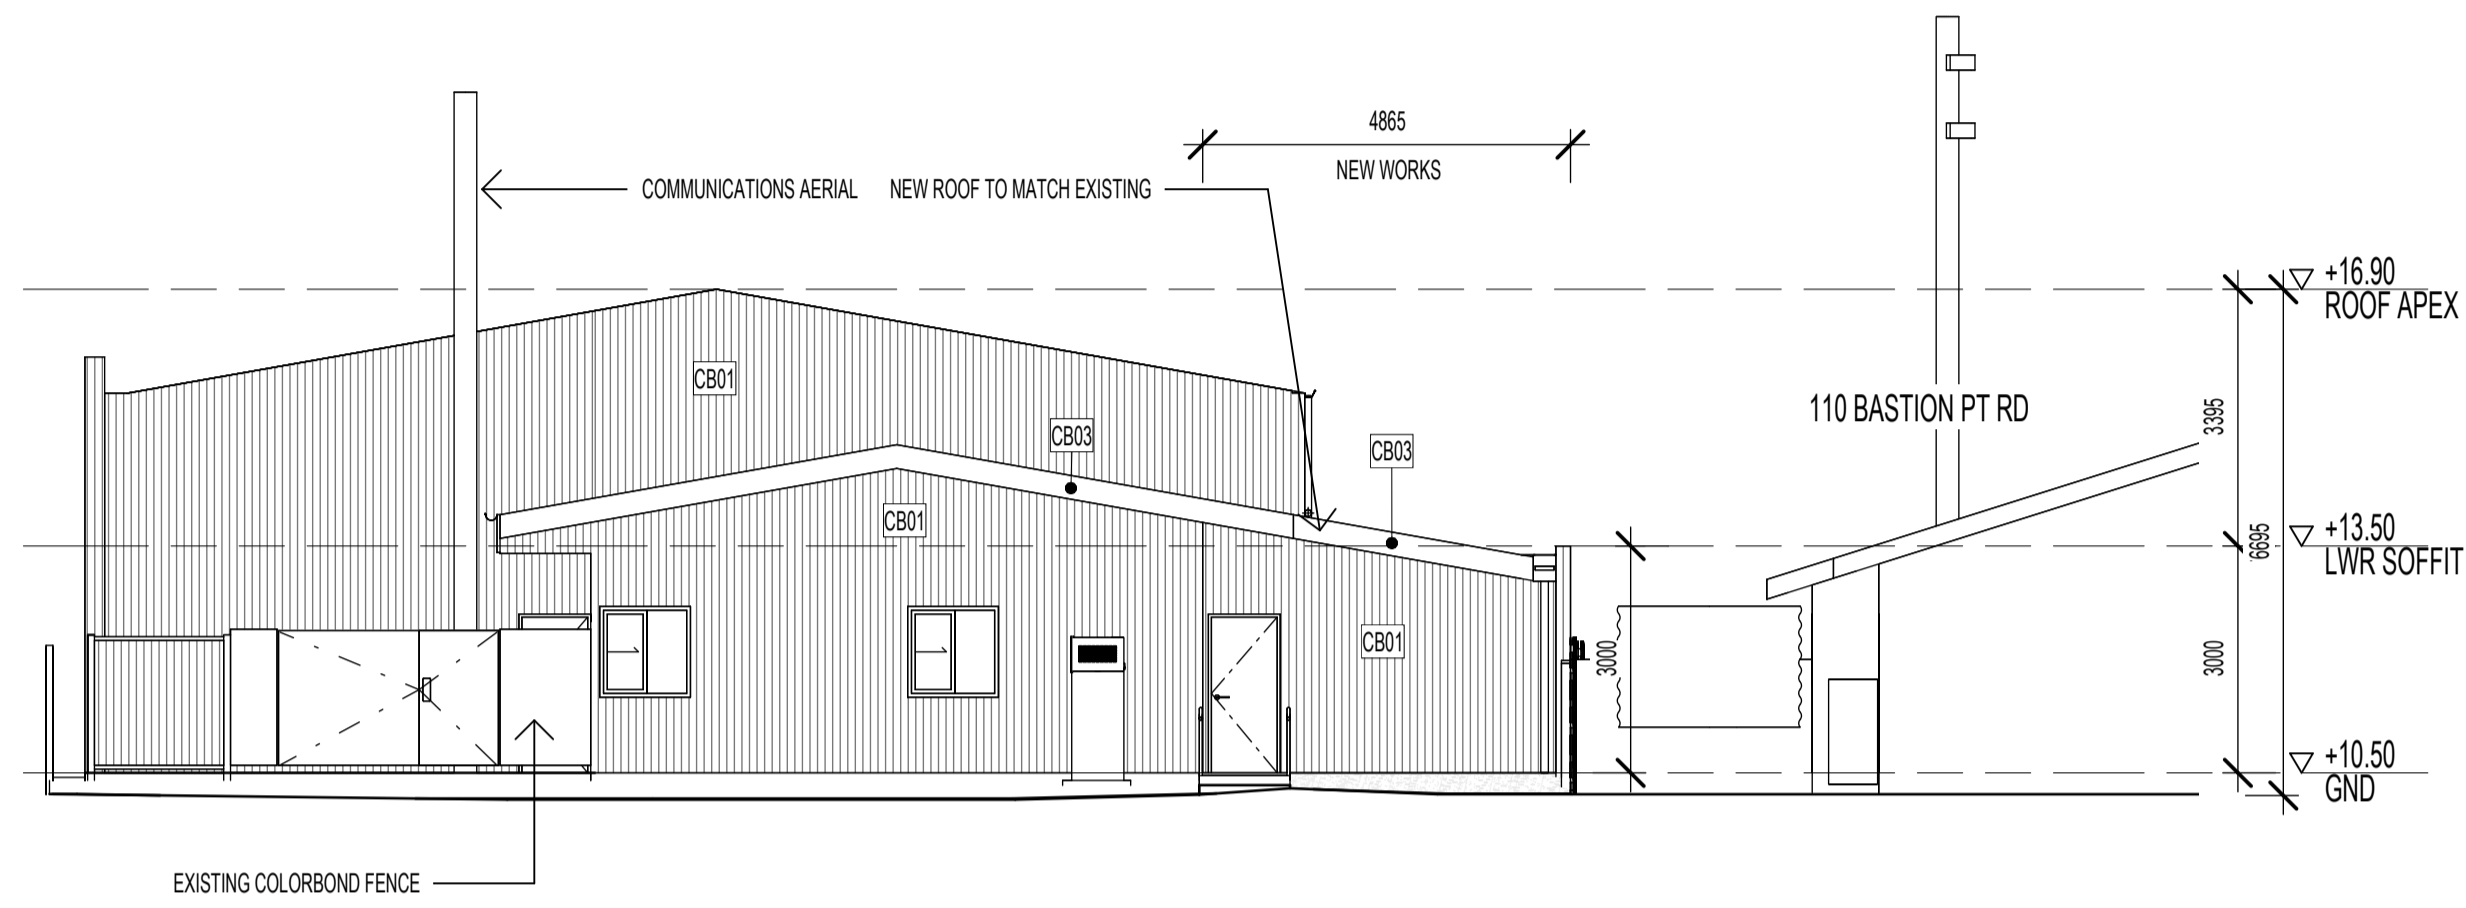 4865
NEW WORKS
COMMUNICATIONS AERIAL
NEW ROOF TO MATCH EXISTING
+16.90
ROOF APEX
CB01
CB03
CB03
110 BASTION PT RD
3395
CB01
+13.50
LWR SOFFIT
6695
CB01
3000
3000
+10.50
GND
EXISTING COLORBOND FENCE